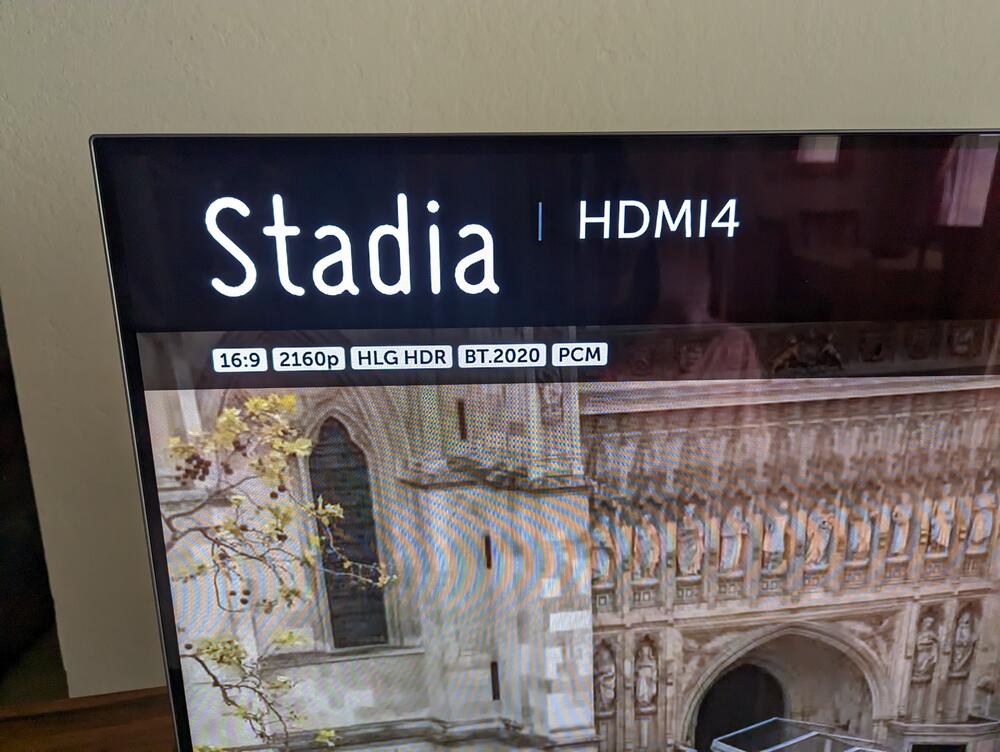 Stadia | HDMI4
16:9 2160p HLG HDR BT.2020 PCM